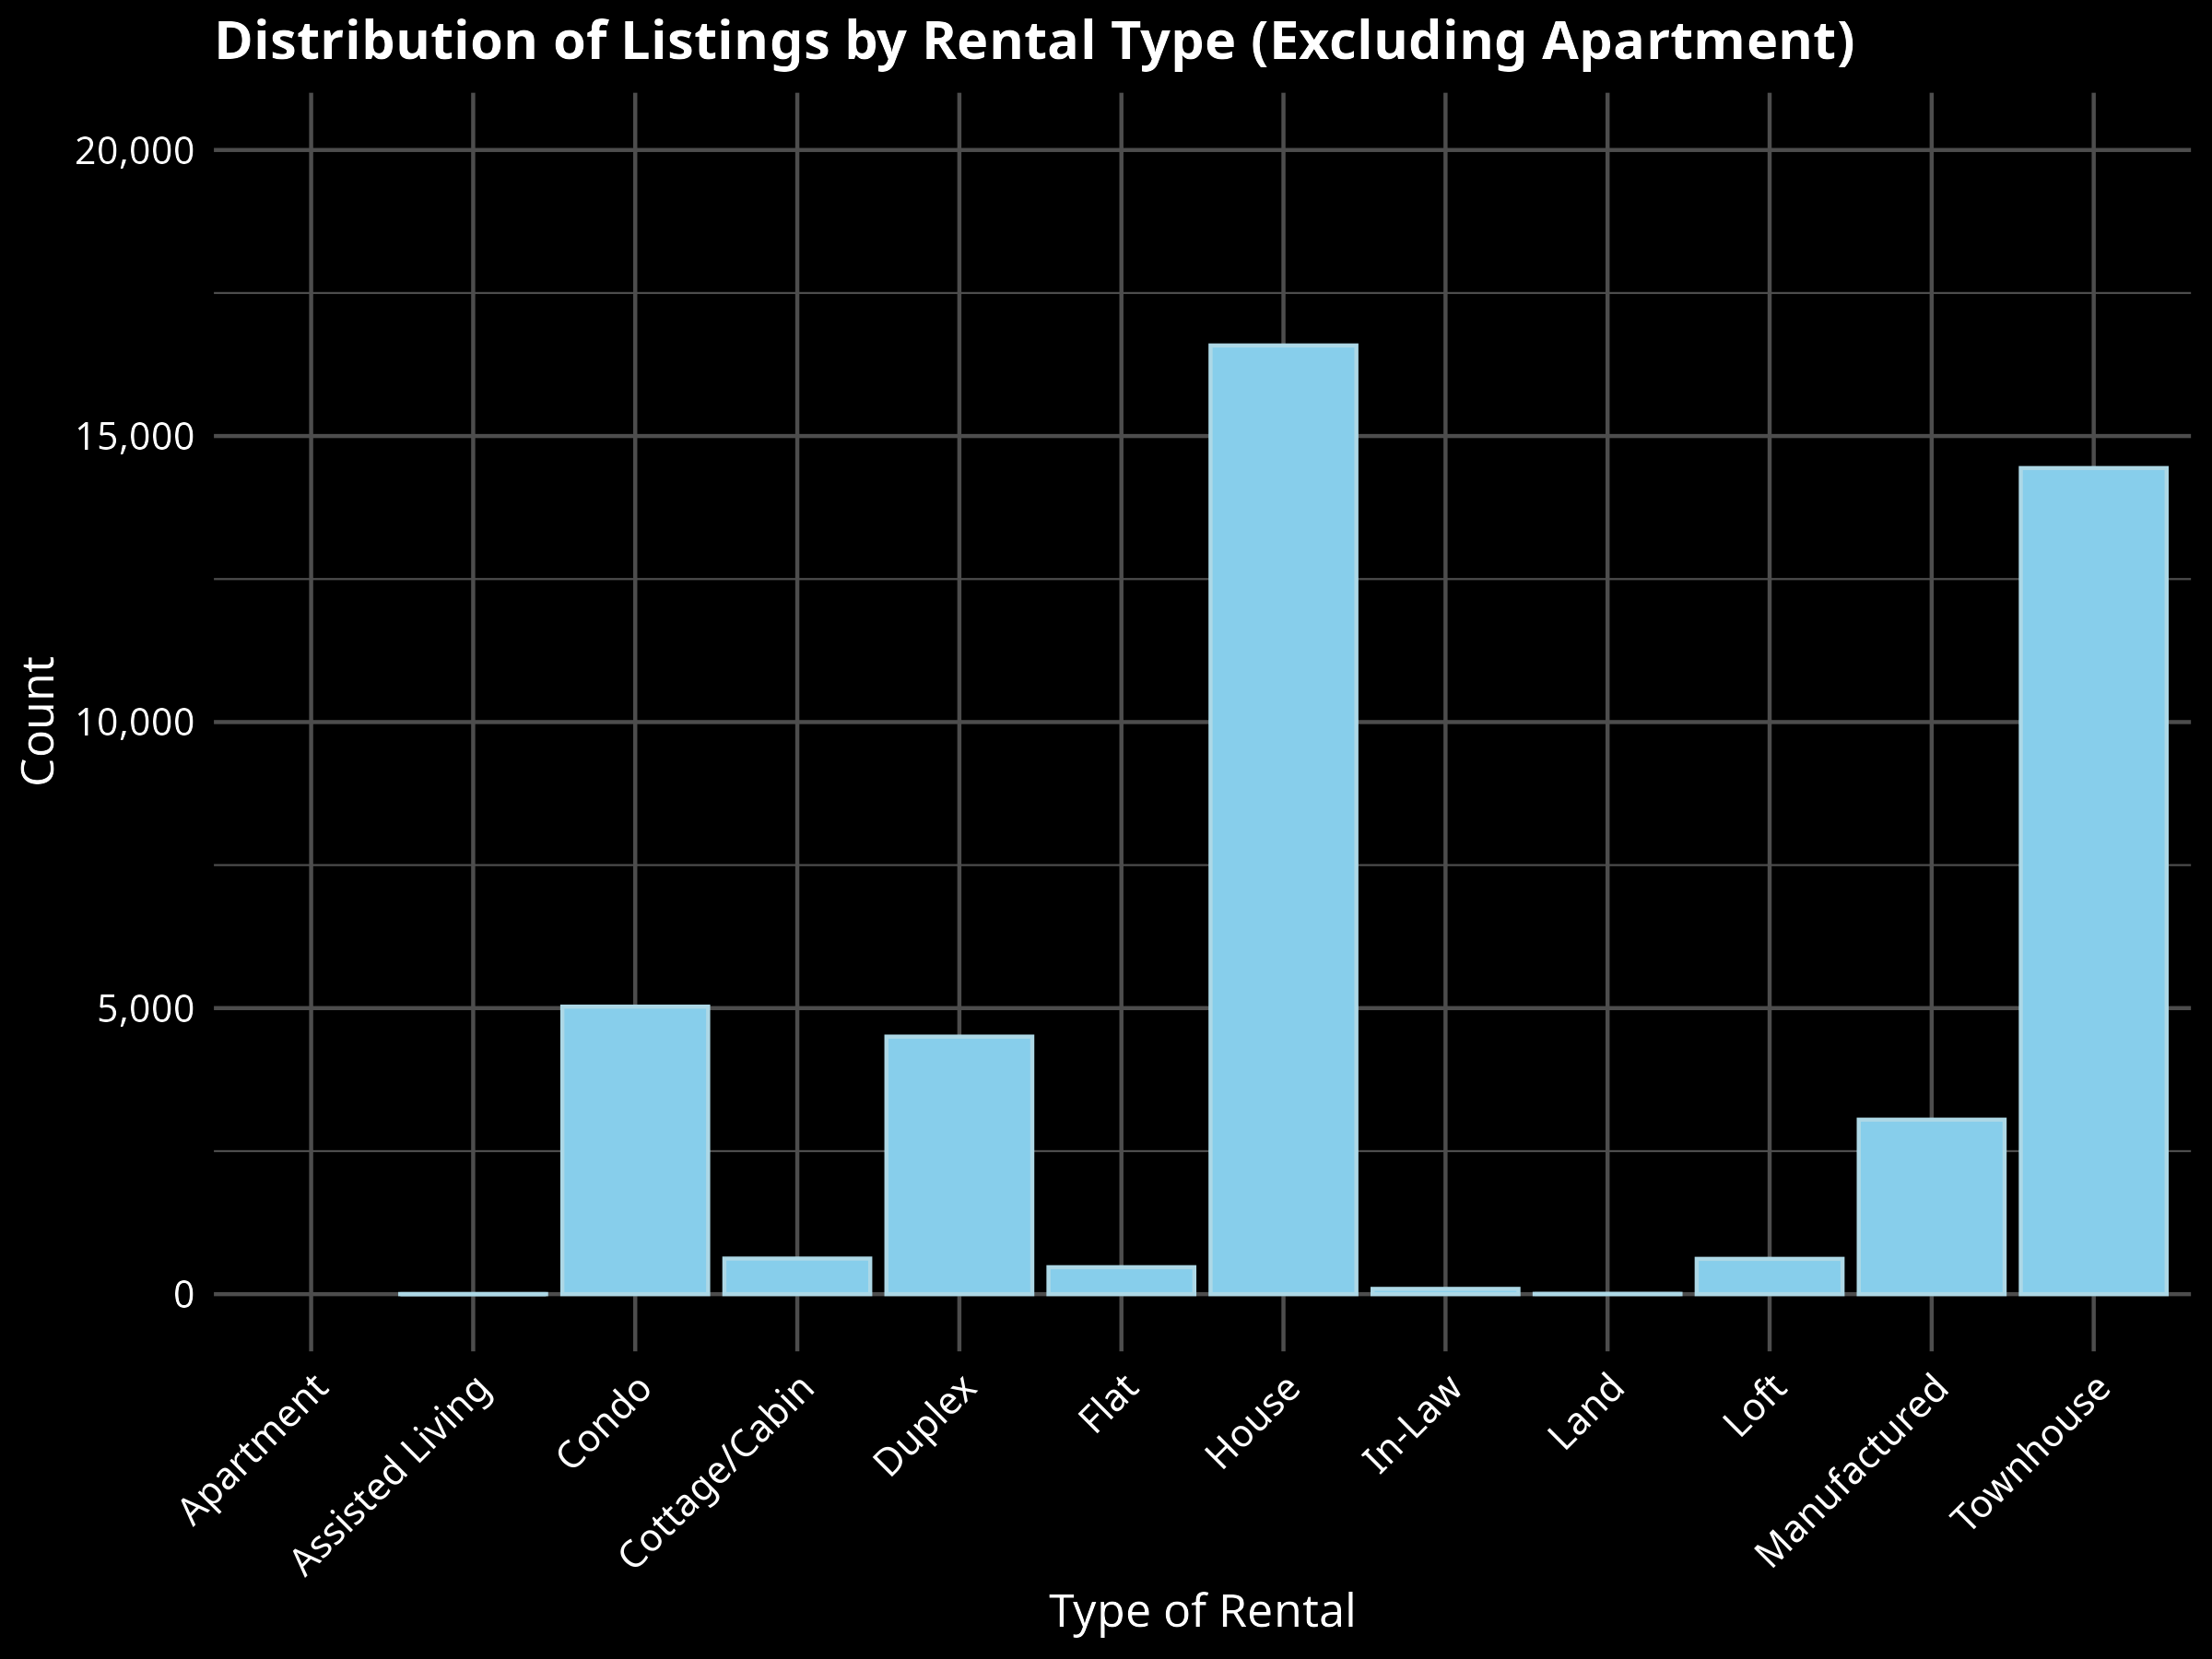 Distribution of Listings by Rental Type (Excluding Apartment)
20,000
15,000
10,000
5,000
0
Count
Apartment
Assisted Living
Condo
Cottage/Cabin
Duplex
Flat
House
In-Law
Land
Loft
Manufactured
Townhouse
Type of Rental